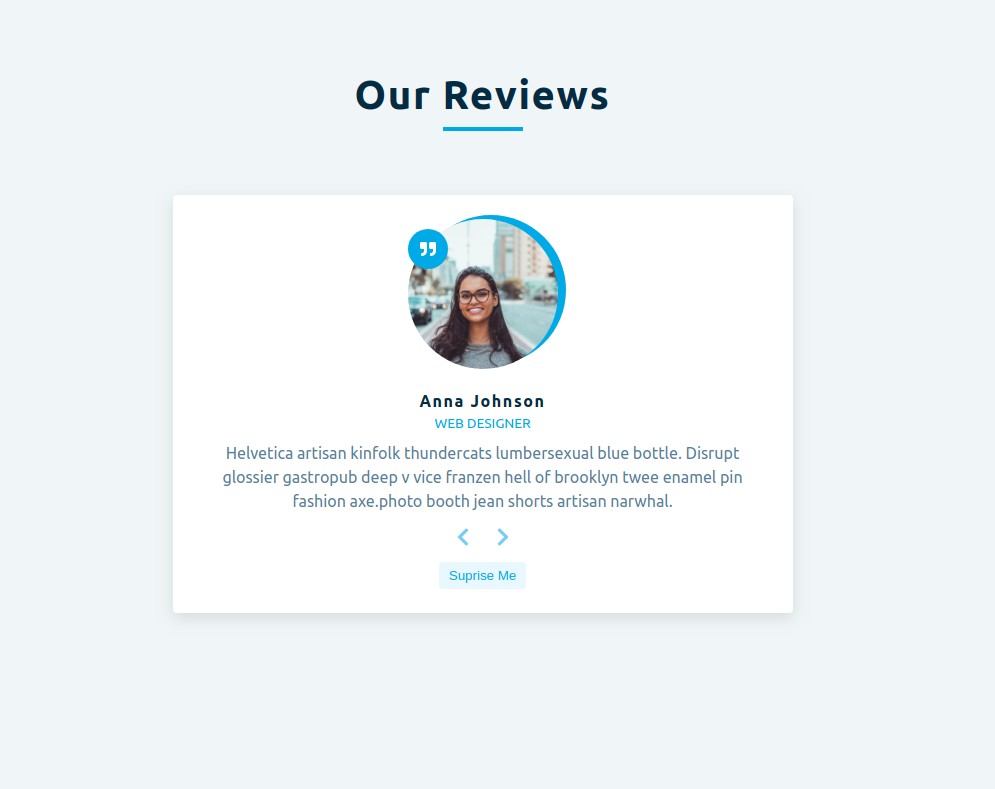 Our Reviews
Anna Johnson
WEB DESIGNER
Helvetica artisan kinfolk thundercats lumbersexual blue bottle. Disrupt
glossier gastropub deep v vice franzen hell of brooklyn twee enamel pin
fashion axe.photo booth jean shorts artisan narwhal.
Suprise Me